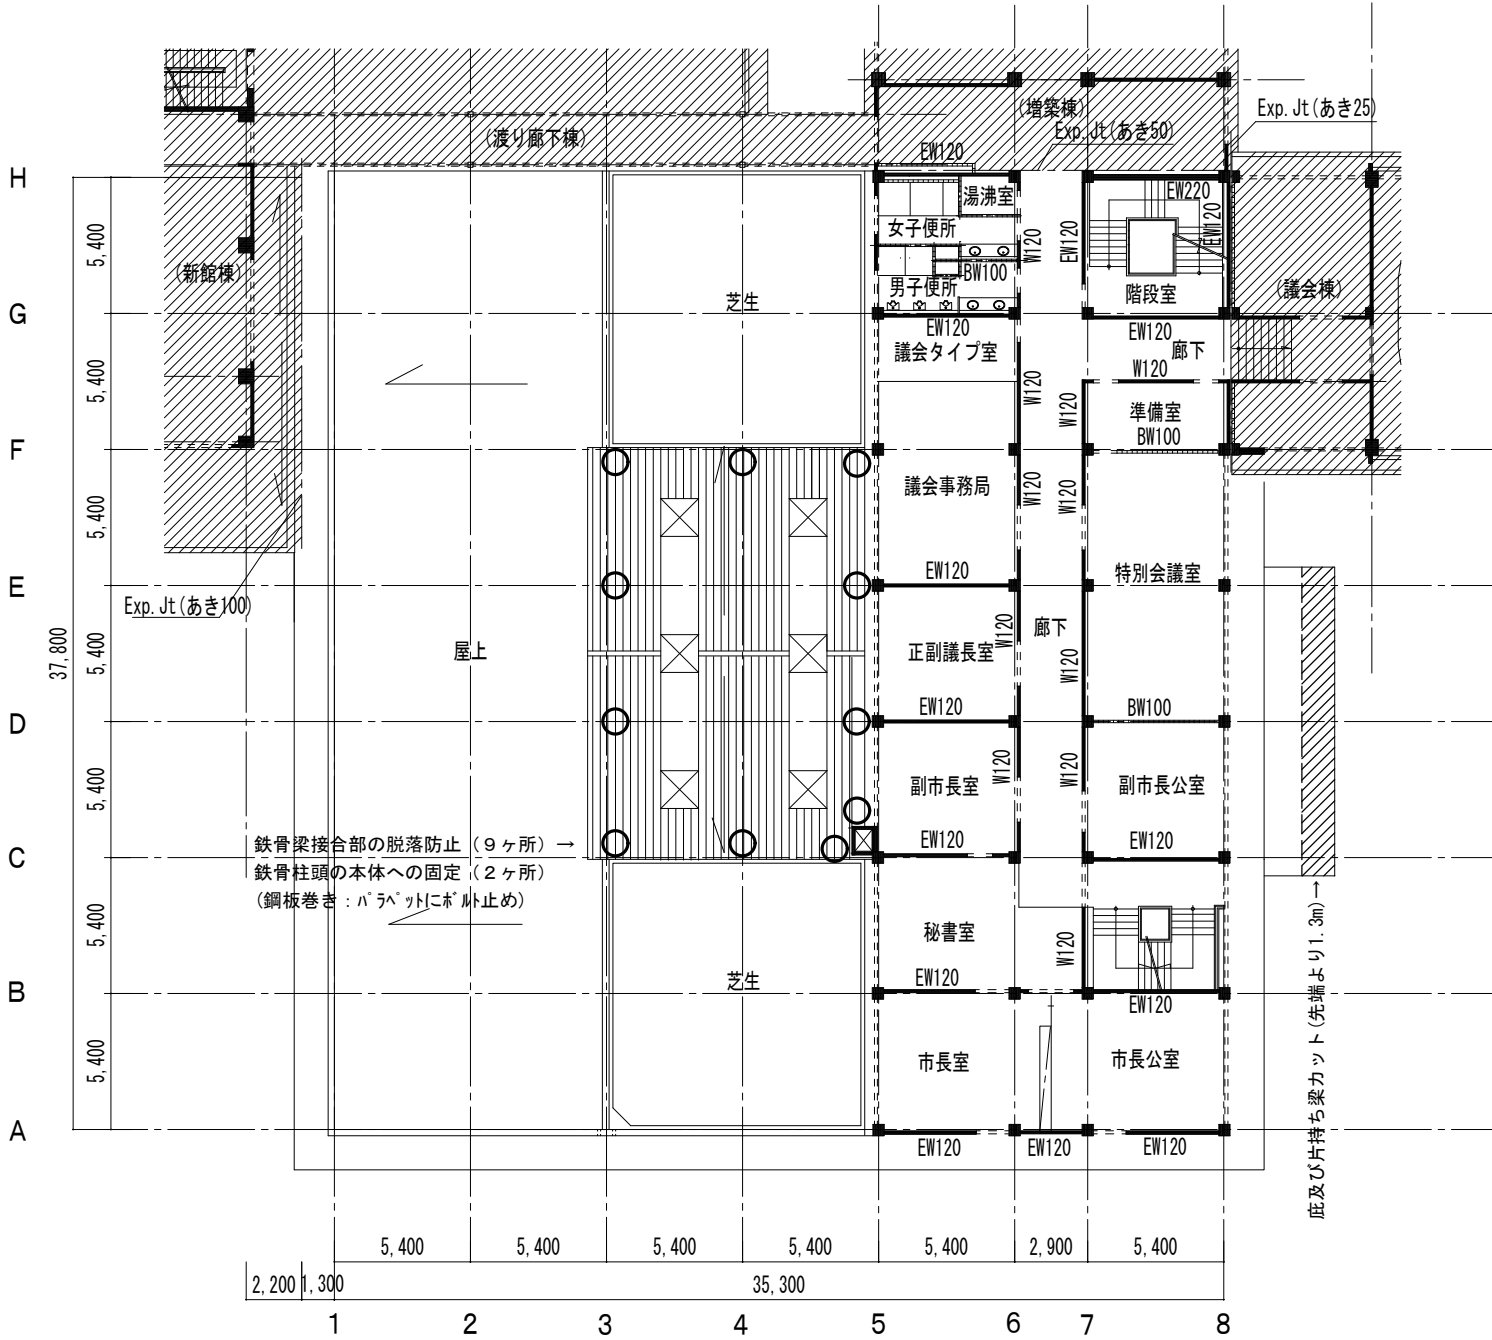 (増築棟)
Exp.Jt(あき25)
(渡り廊下棟)
Exp.Jt(あき50)
EW120
H
湯沸室
EW220
女子便所
W120
EW120
EW120
5,400
(新館棟)
BW100
男子便所
階段室
(議会棟)
芝生
G
EW120
EW120
議会タイプ室
廊下
W120
W120
W120
5,400
準備室
BW100
F
議会事務局
W120
W120
5,400
EW120
特別会議室
E
Exp.Jt(あき100)
37,800
廊下
W120
屋上
正副議長室
W120
5,400
EW120
BW100
D
W120
W120
副市長室
副市長公室
5,400
鉄骨梁接合部の脱落防止(9ヶ所)→
EW120
EW120
C
鉄骨柱頭の本体への固定(2ヶ所)
(鋼板巻き:パラペットにボルト止め)
庇及び片持ち梁カット(先端より1.3m)→
5,400
秘書室
W120
芝生
EW120
B
EW120
5,400
市長室
市長公室
A
EW120
EW120
EW120
5,400
5,400
5,400
5,400
5,400
2,900
5,400
2,200
1,300
35,300
1
2
3
4
5
6
7
8